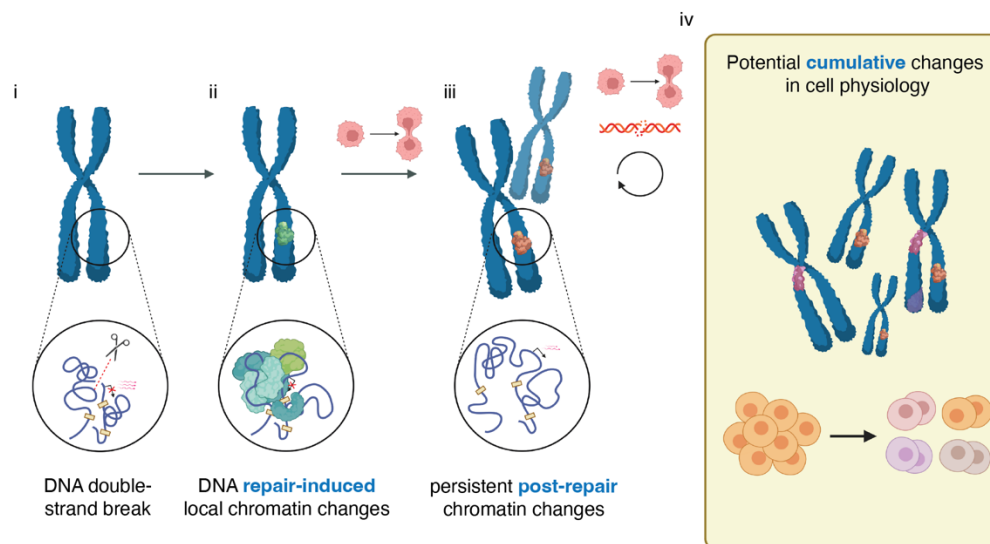 i
ii
iii
iv
Potential cumulative changes
in cell physiology
DNA double-
strand break
DNA repair-induced
local chromatin changes
persistent post-repair
chromatin changes